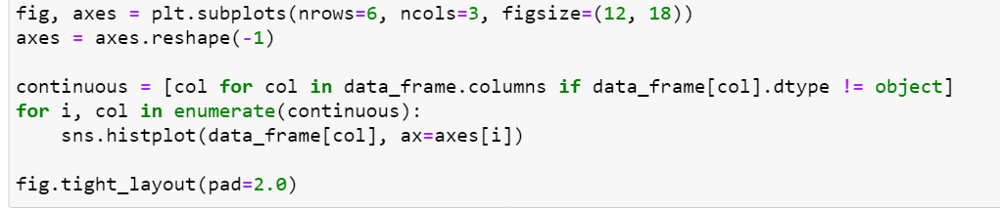 fig, axes = plt.subplots(nrows=6, ncols=3, figsize=(12, 18))
axes = axes.reshape(-1)

continuous = [col for col in data_frame.columns if data_frame[col].dtype != object]
for i, col in enumerate(continuous):
    sns.histplot(data_frame[col], ax=axes[i])

fig.tight_layout(pad=2.0)